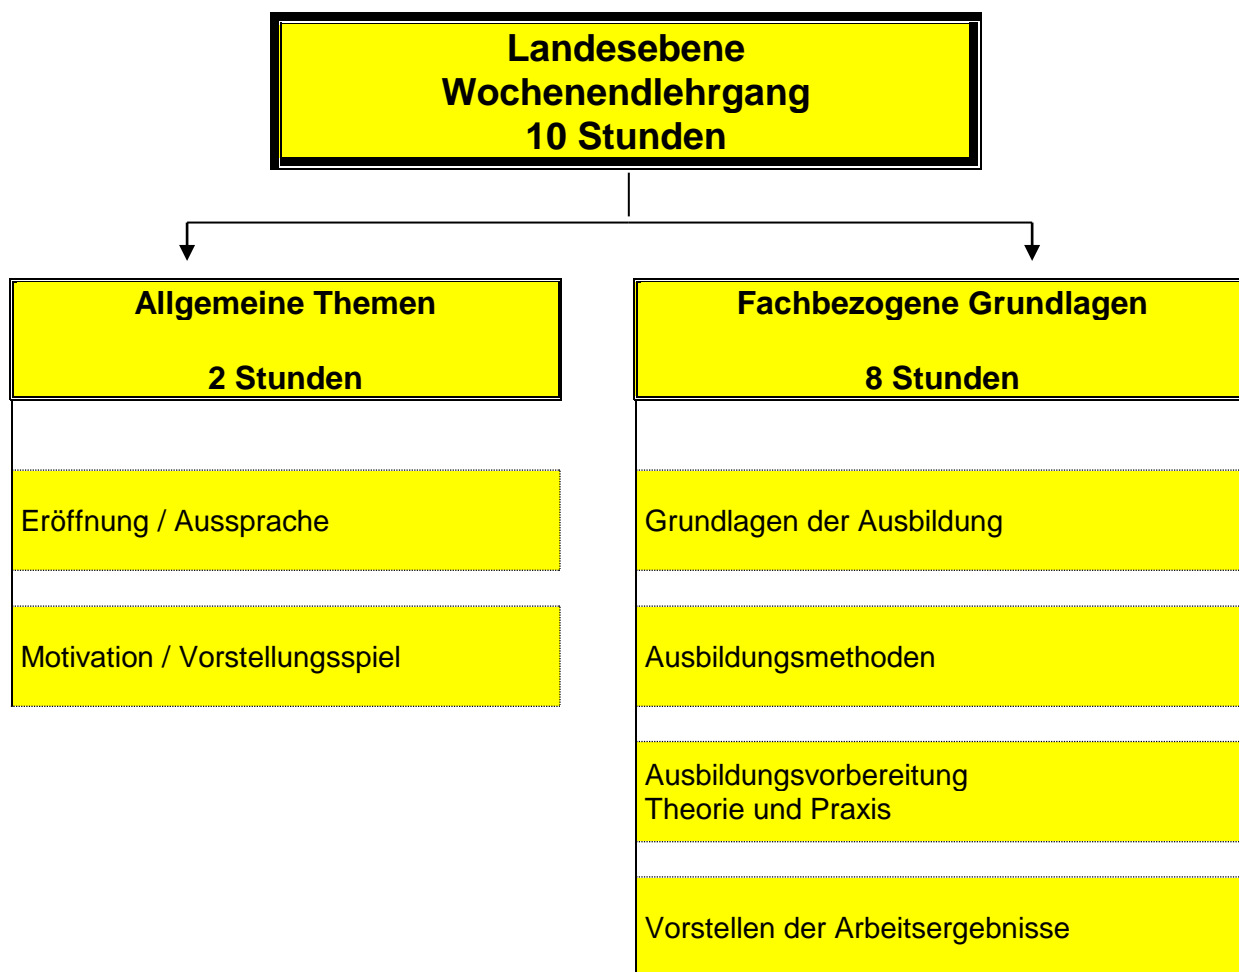 Landesebene
Wochenendlehrgang
10 Stunden
Allgemeine Themen
2 Stunden
Eröffnung / Aussprache
Motivation / Vorstellungsspiel
Fachbezogene Grundlagen
8 Stunden
Grundlagen der Ausbildung
Ausbildungsmethoden
Ausbildungsvorbereitung
Theorie und Praxis
Vorstellen der Arbeitsergebnisse